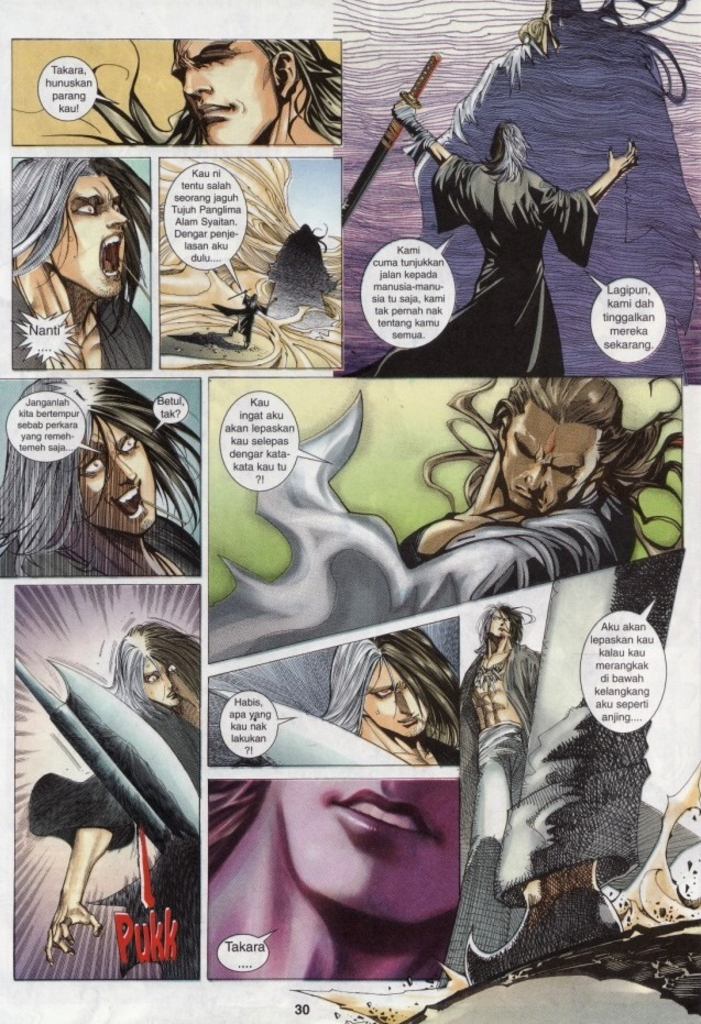 Takara,
hunuskan
parang
kau!
Nanti
....
Kau ni
tentu salah
seorang jaguh
Tujuh Panglima
Alam Syaitan.
Dengar penje-
lasan aku
dulu....
Kami
cuma tunjukkan
jalan kepada
manusia-manu-
sia tu saja, kami
tak pernah nak
tentang kamu
semua.
Lagipun,
kami dah
tinggalkan
mereka
sekarang.
Janganlah
kita bertempur
sebab perkara
yang remeh-
temeh saja....
Betul,
tak?
Kau
ingat aku
akan lepaskan
kau selepas
dengar kata-
kata kau tu
?!
Habis,
apa yang
kau nak
lakukan
?!
Aku akan
lepaskan kau
kalau kau
merangkak
di bawah
kelangkang
aku seperti
anjing....
Pukk
Takara
....
30